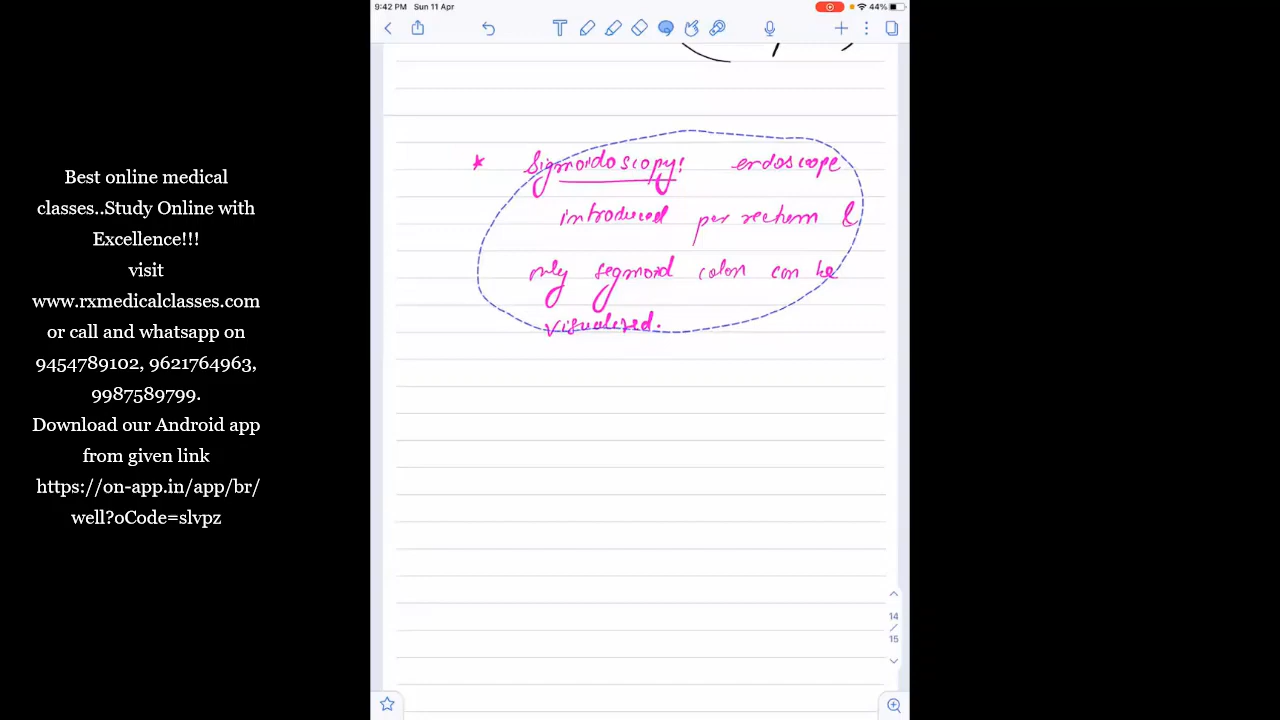 9:42 PM Sun 11 Apr 44%
Best online medical
classes..Study Online with
Excellence!!!
visit
www.rxmedicalclasses.com
or call and whatsapp on
9454789102, 9621764963,
9987589799.
Download our Android app
from given link
https://on-app.in/app/br/
well?oCode=slvpz
* Sigmoidoscopy: endoscope
introduced per rectum &
only segmoid colon can be
visualized.
14
/
15